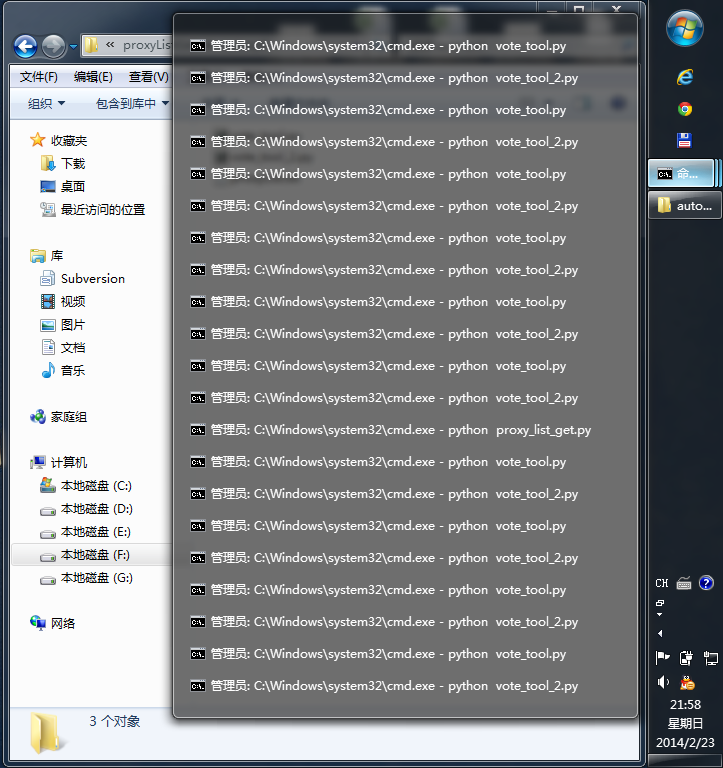 « proxyLis
文件(F) 编辑(E) 查看(V)
组织 包含到库中
收藏夹
下载
桌面
最近访问的位置
库
Subversion
视频
图片
文档
音乐
家庭组
计算机
本地磁盘 (C:)
本地磁盘 (D:)
本地磁盘 (E:)
本地磁盘 (F:)
本地磁盘 (G:)
网络
3 个对象
管理员: C:\Windows\system32\cmd.exe - python vote_tool.py
管理员: C:\Windows\system32\cmd.exe - python vote_tool_2.py
管理员: C:\Windows\system32\cmd.exe - python vote_tool.py
管理员: C:\Windows\system32\cmd.exe - python vote_tool_2.py
管理员: C:\Windows\system32\cmd.exe - python vote_tool.py
管理员: C:\Windows\system32\cmd.exe - python vote_tool_2.py
管理员: C:\Windows\system32\cmd.exe - python vote_tool.py
管理员: C:\Windows\system32\cmd.exe - python vote_tool_2.py
管理员: C:\Windows\system32\cmd.exe - python vote_tool.py
管理员: C:\Windows\system32\cmd.exe - python vote_tool_2.py
管理员: C:\Windows\system32\cmd.exe - python vote_tool.py
管理员: C:\Windows\system32\cmd.exe - python vote_tool_2.py
管理员: C:\Windows\system32\cmd.exe - python proxy_list_get.py
管理员: C:\Windows\system32\cmd.exe - python vote_tool.py
管理员: C:\Windows\system32\cmd.exe - python vote_tool_2.py
管理员: C:\Windows\system32\cmd.exe - python vote_tool.py
管理员: C:\Windows\system32\cmd.exe - python vote_tool_2.py
管理员: C:\Windows\system32\cmd.exe - python vote_tool.py
管理员: C:\Windows\system32\cmd.exe - python vote_tool_2.py
管理员: C:\Windows\system32\cmd.exe - python vote_tool.py
管理员: C:\Windows\system32\cmd.exe - python vote_tool_2.py
命...
auto...
CH
21:58
星期日
2014/2/23